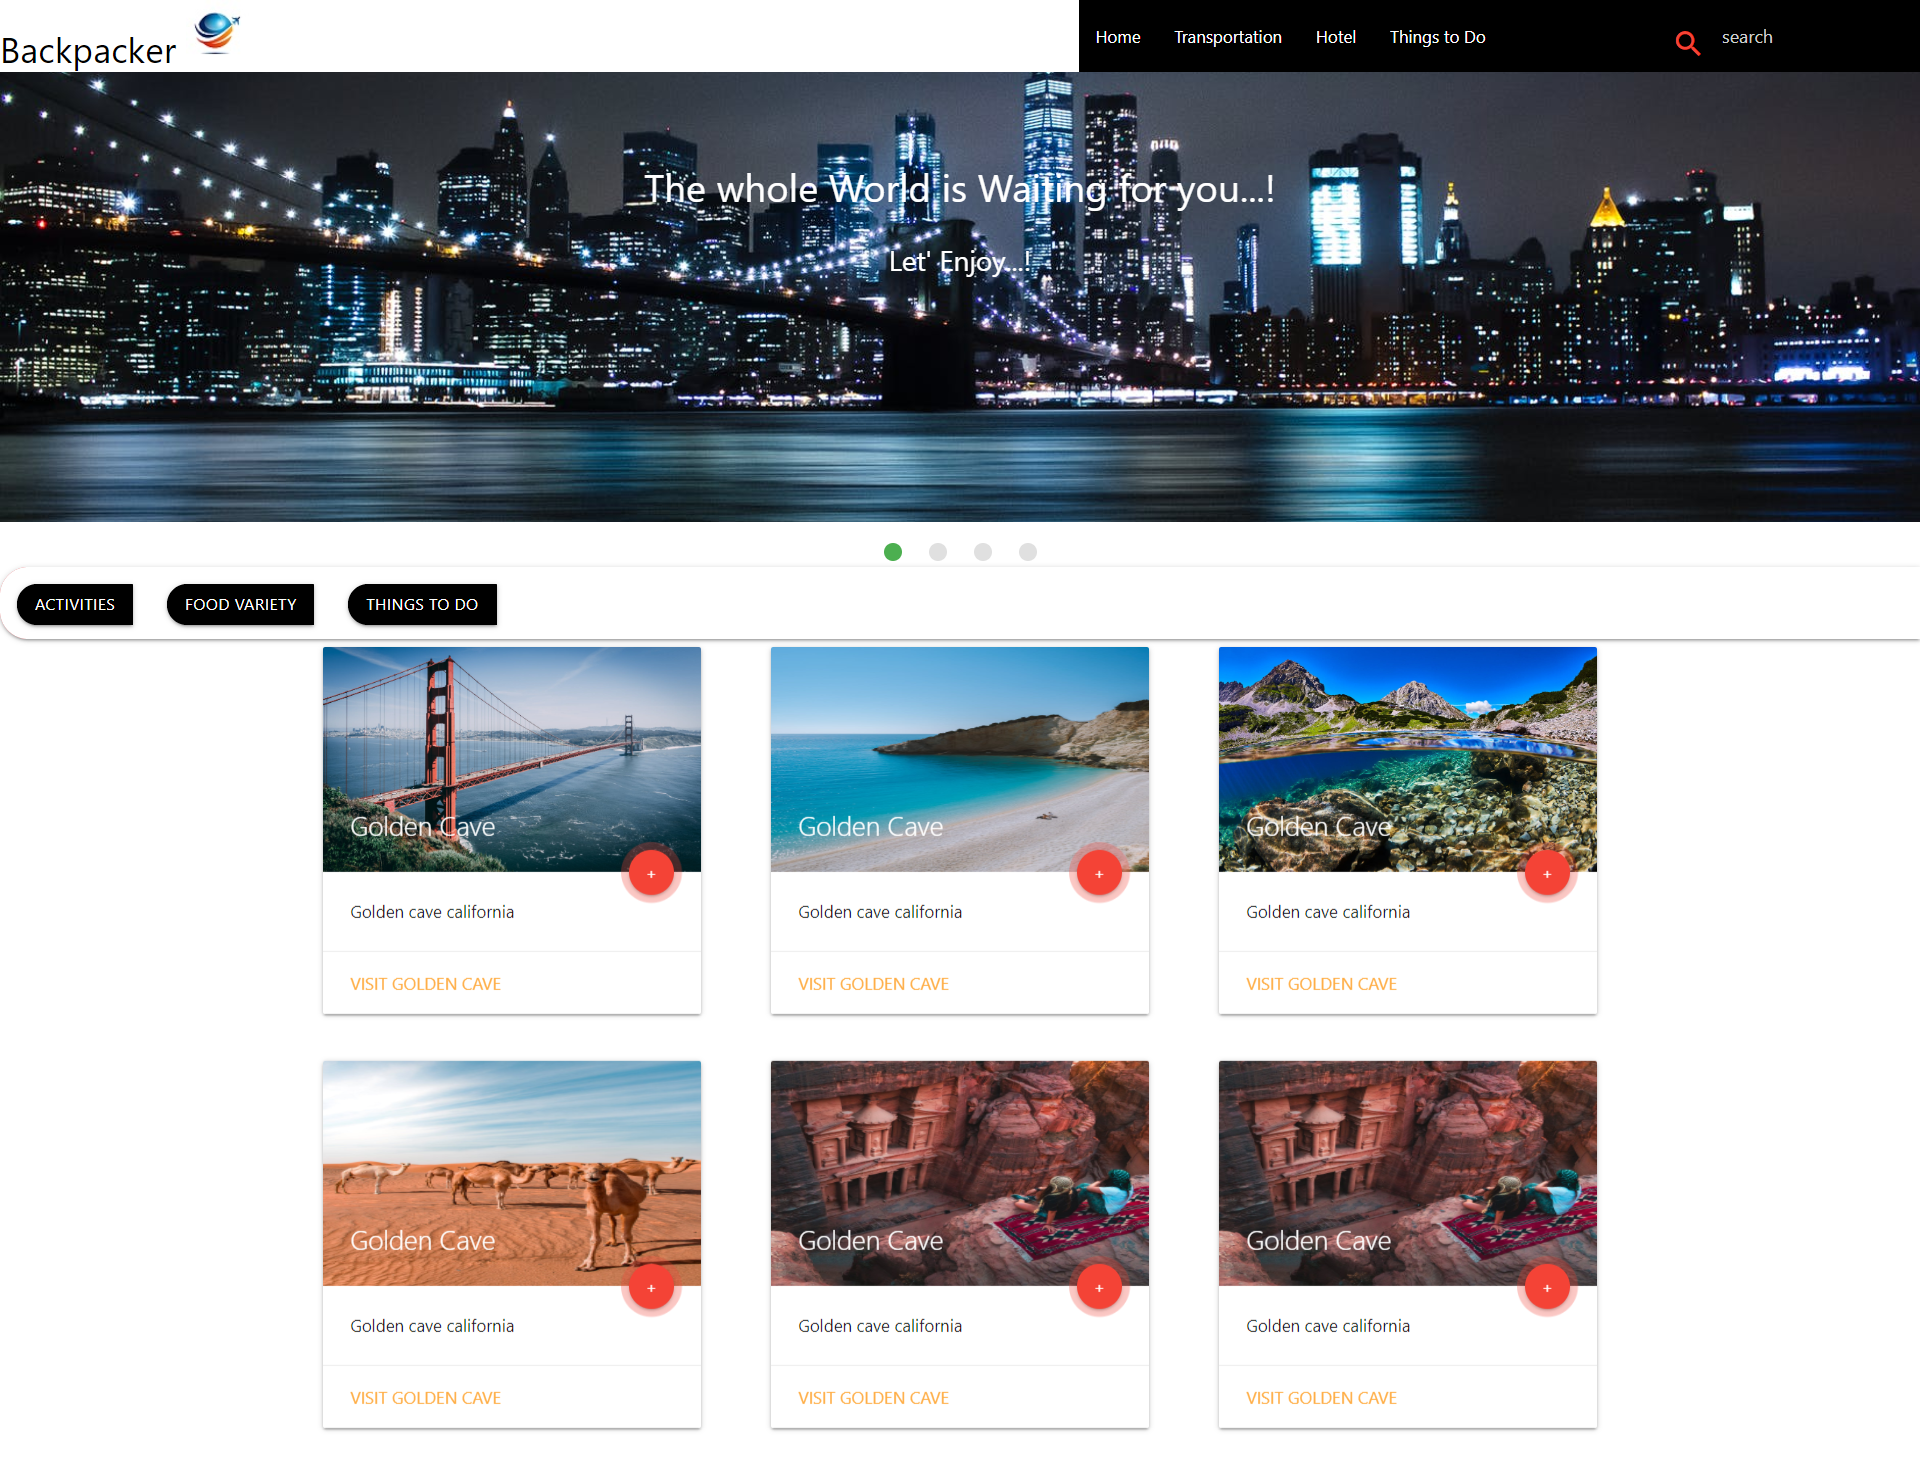 Backpacker
Home Transportation Hotel Things to Do search
The whole World is Waiting for you...!
Let' Enjoy...!
ACTIVITIES FOOD VARIETY THINGS TO DO
Golden Cave Golden Cave Golden Cave
+ + +
Golden cave california Golden cave california Golden cave california
VISIT GOLDEN CAVE VISIT GOLDEN CAVE VISIT GOLDEN CAVE
Golden Cave Golden Cave Golden Cave
+ + +
Golden cave california Golden cave california Golden cave california
VISIT GOLDEN CAVE VISIT GOLDEN CAVE VISIT GOLDEN CAVE